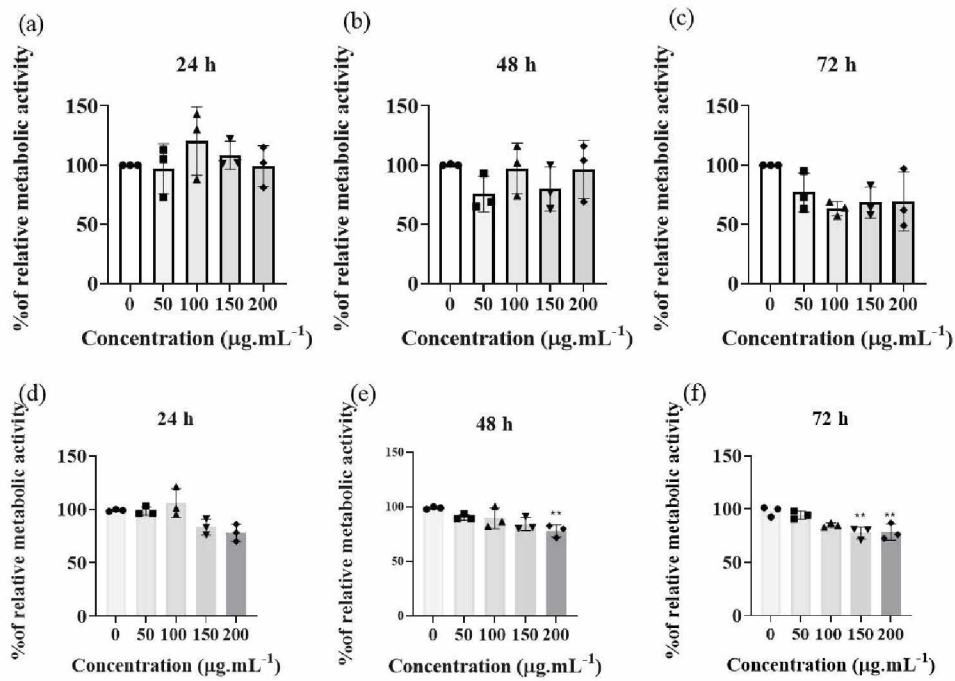 (a)
24 h
%of relative metabolic activity
150
100
50
0
0 50 100 150 200
Concentration (µg.mL⁻¹)
(b)
48 h
%of relative metabolic activity
150
100
50
0
0 50 100 150 200
Concentration (µg.mL⁻¹)
(c)
72 h
%of relative metabolic activity
150
100
50
0
0 50 100 150 200
Concentration (µg.mL⁻¹)
(d)
24 h
%of relative metabolic activity
150
100
50
0
0 50 100 150 200
Concentration (µg.mL⁻¹)
(e)
48 h
%of relative metabolic activity
150
100
50
0
**
0 50 100 150 200
Concentration (µg.mL⁻¹)
(f)
72 h
%of relative metabolic activity
150
100
50
0
** **
0 50 100 150 200
Concentration (µg.mL⁻¹)